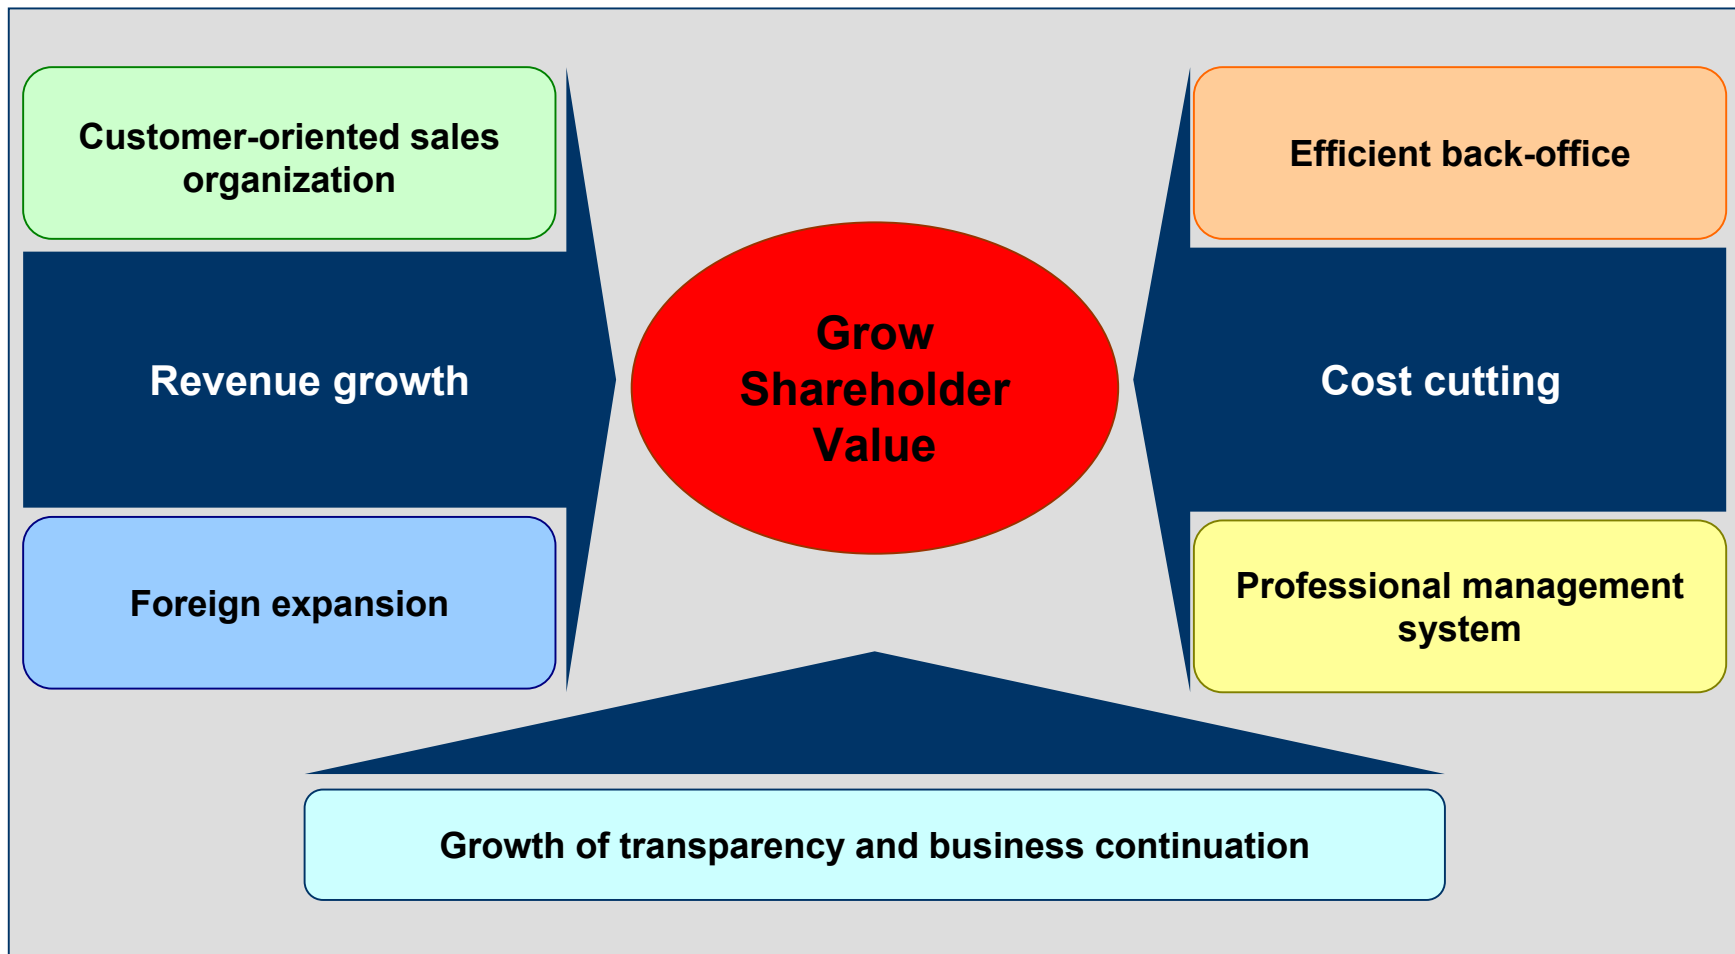 Customer-oriented sales
organization
Revenue growth
Foreign expansion
Grow
Shareholder
Value
Efficient back-office
Cost cutting
Professional management
system
Growth of transparency and business continuation